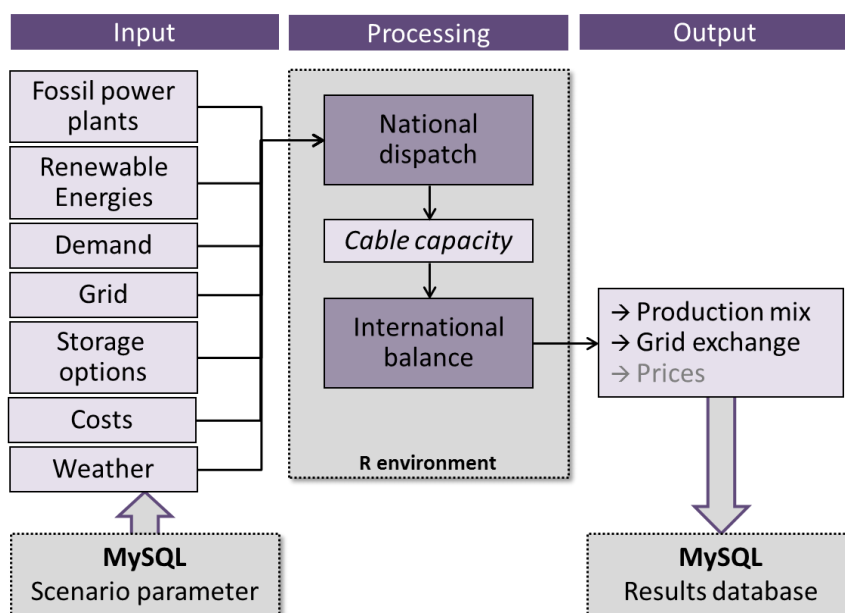 Input
Processing
Output
Fossil power
plants
Renewable
Energies
Demand
Grid
Storage
options
Costs
Weather
MySQL
Scenario parameter
National
dispatch
Cable capacity
International
balance
R environment
→ Production mix
→ Grid exchange
→ Prices
MySQL
Results database